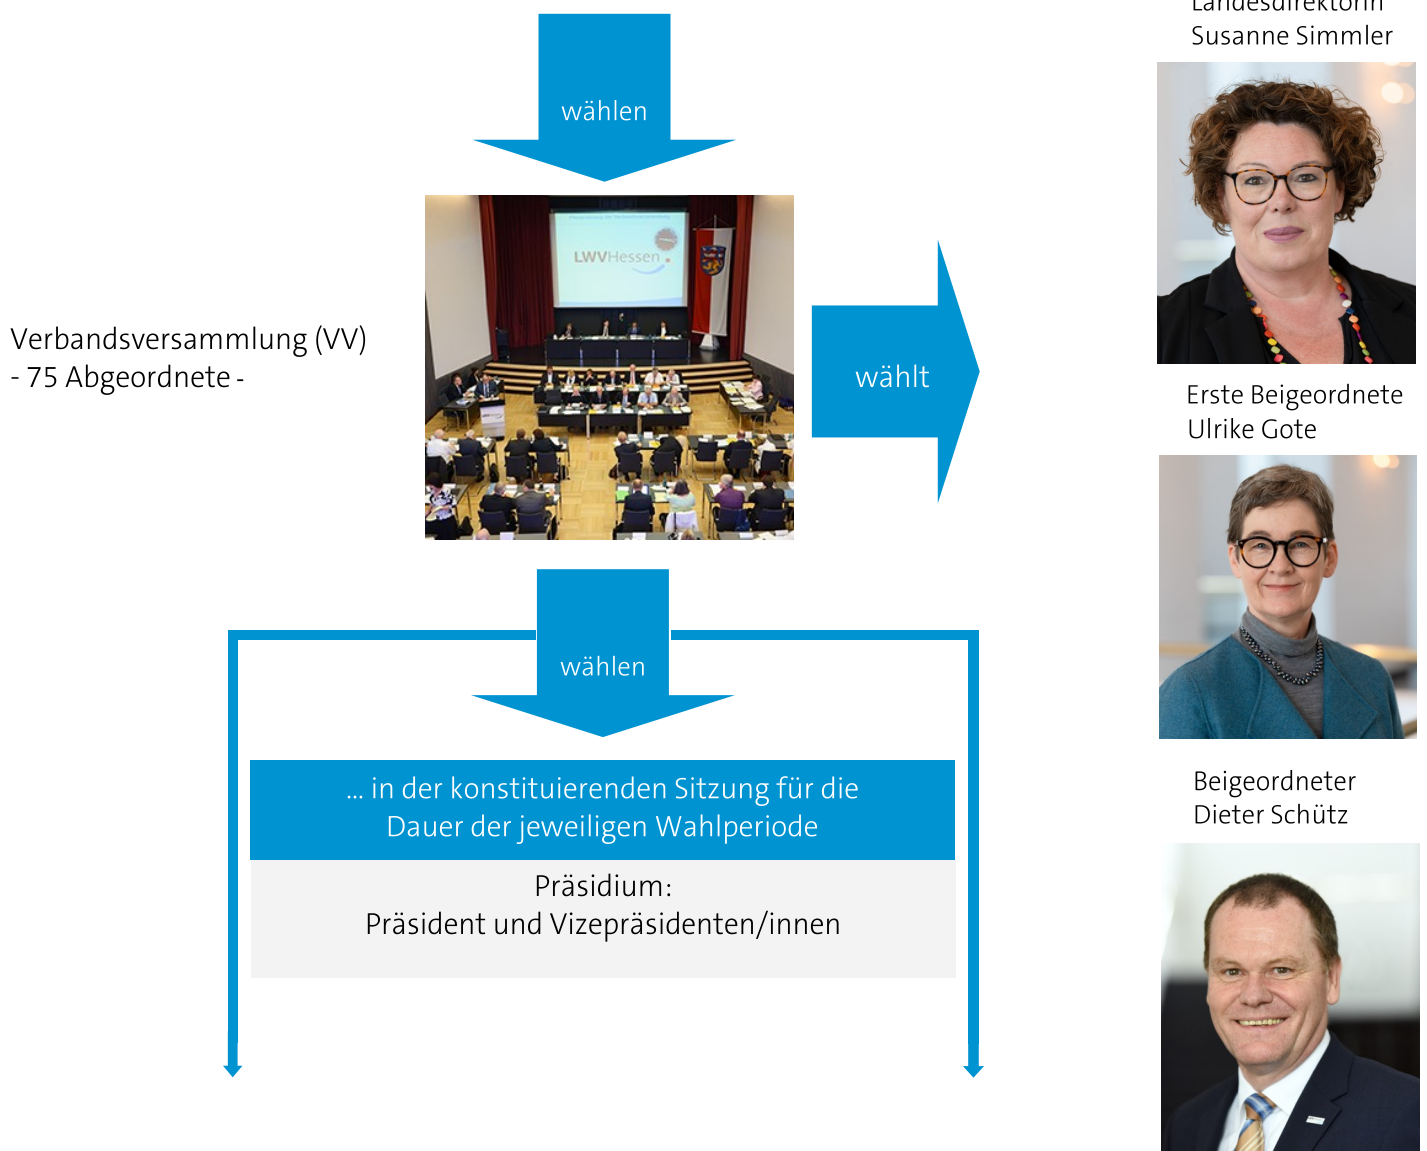 Landesdirektorin
Susanne Simmler
wählen
LWVHessen
Verbandsversammlung (VV)
- 75 Abgeordnete -
wählt
Erste Beigeordnete
Ulrike Gote
wählen
... in der konstituierenden Sitzung für die
Dauer der jeweiligen Wahlperiode
Präsidium:
Präsident und Vizepräsidenten/innen
Beigeordneter
Dieter Schütz